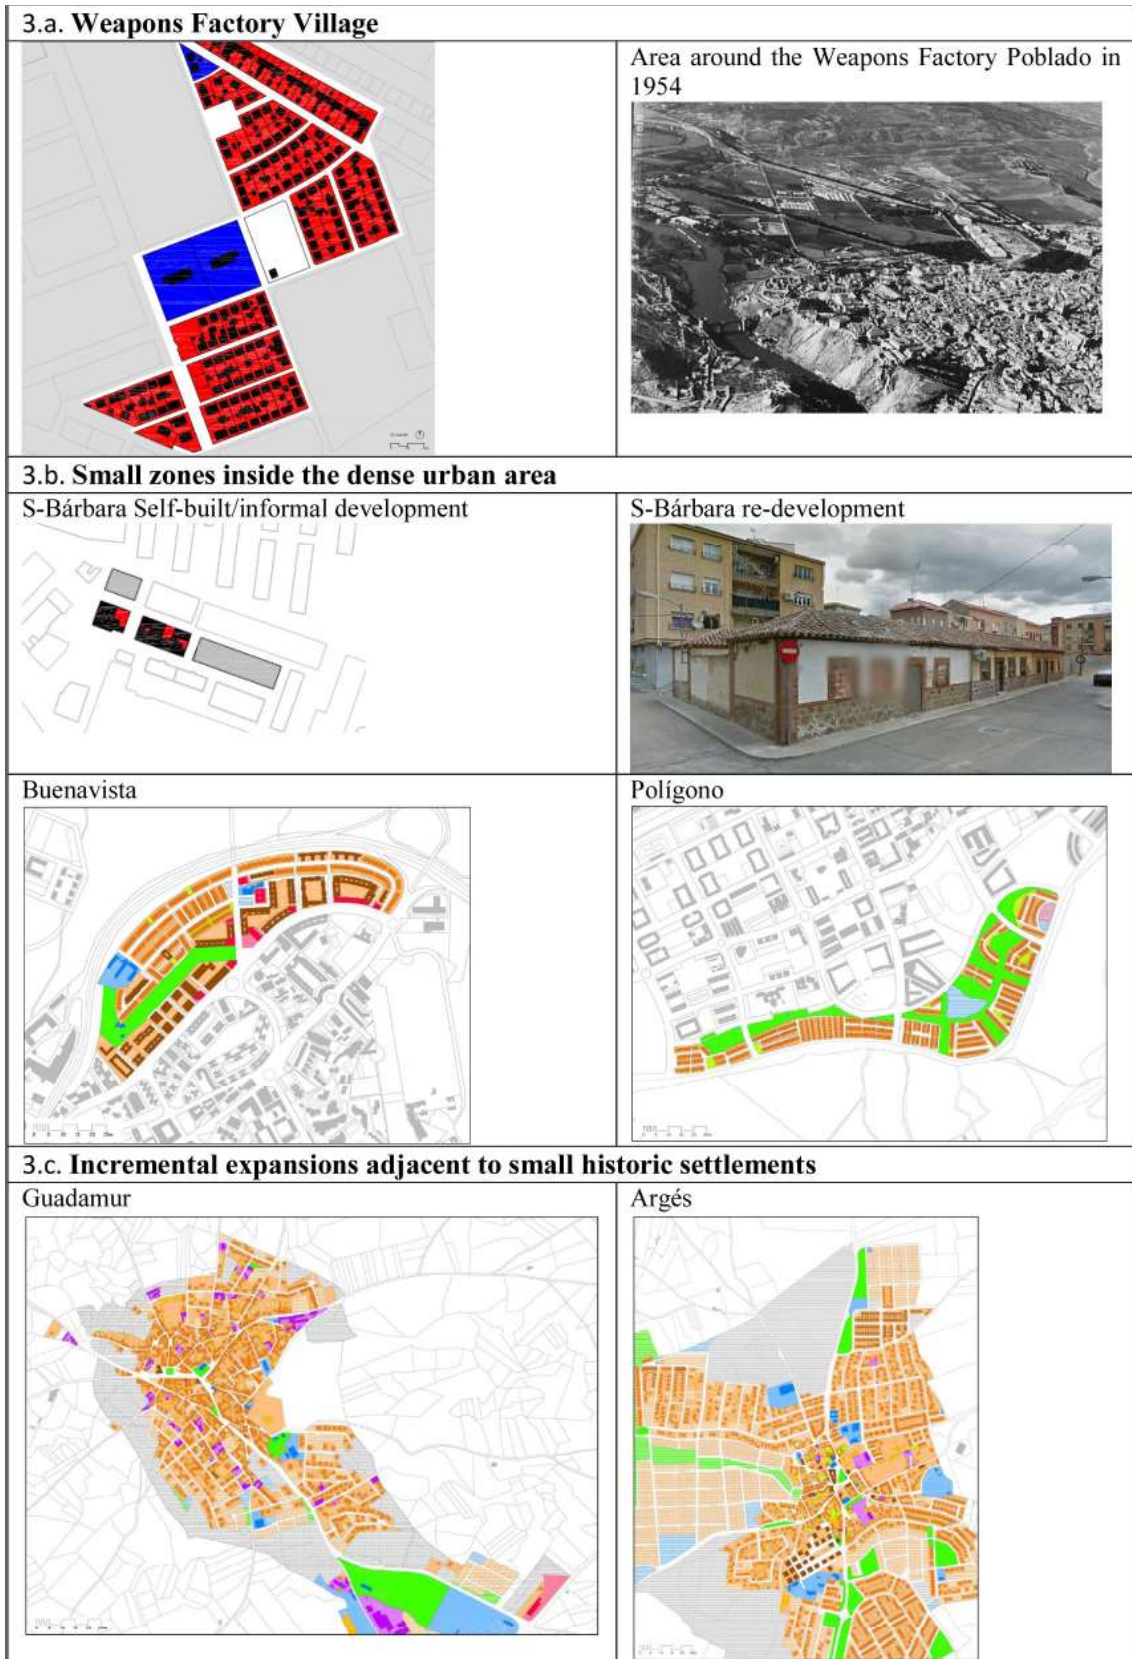 3.a. Weapons Factory Village
Area around the Weapons Factory Poblado in
1954
3.b. Small zones inside the dense urban area
S-Bárbara Self-built/informal development
S-Bárbara re-development
Buenavista
Polígono
3.c. Incremental expansions adjacent to small historic settlements
Guadamur
Argés